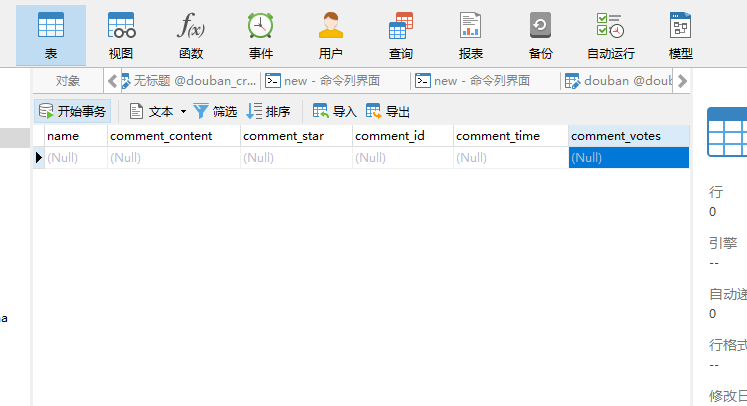 表 视图 函数 事件 用户 查询 报表 备份 自动运行 模型
对象 无标题 @douban_cr... new - 命令列界面 new - 命令列界面 douban @doub
开始事务 文本 筛选 排序 导入 导出
name comment_content comment_star comment_id comment_time comment_votes
(Null) (Null) (Null) (Null) (Null) (Null)
行
0
引擎
--
自动递
0
行格式
--
修改日